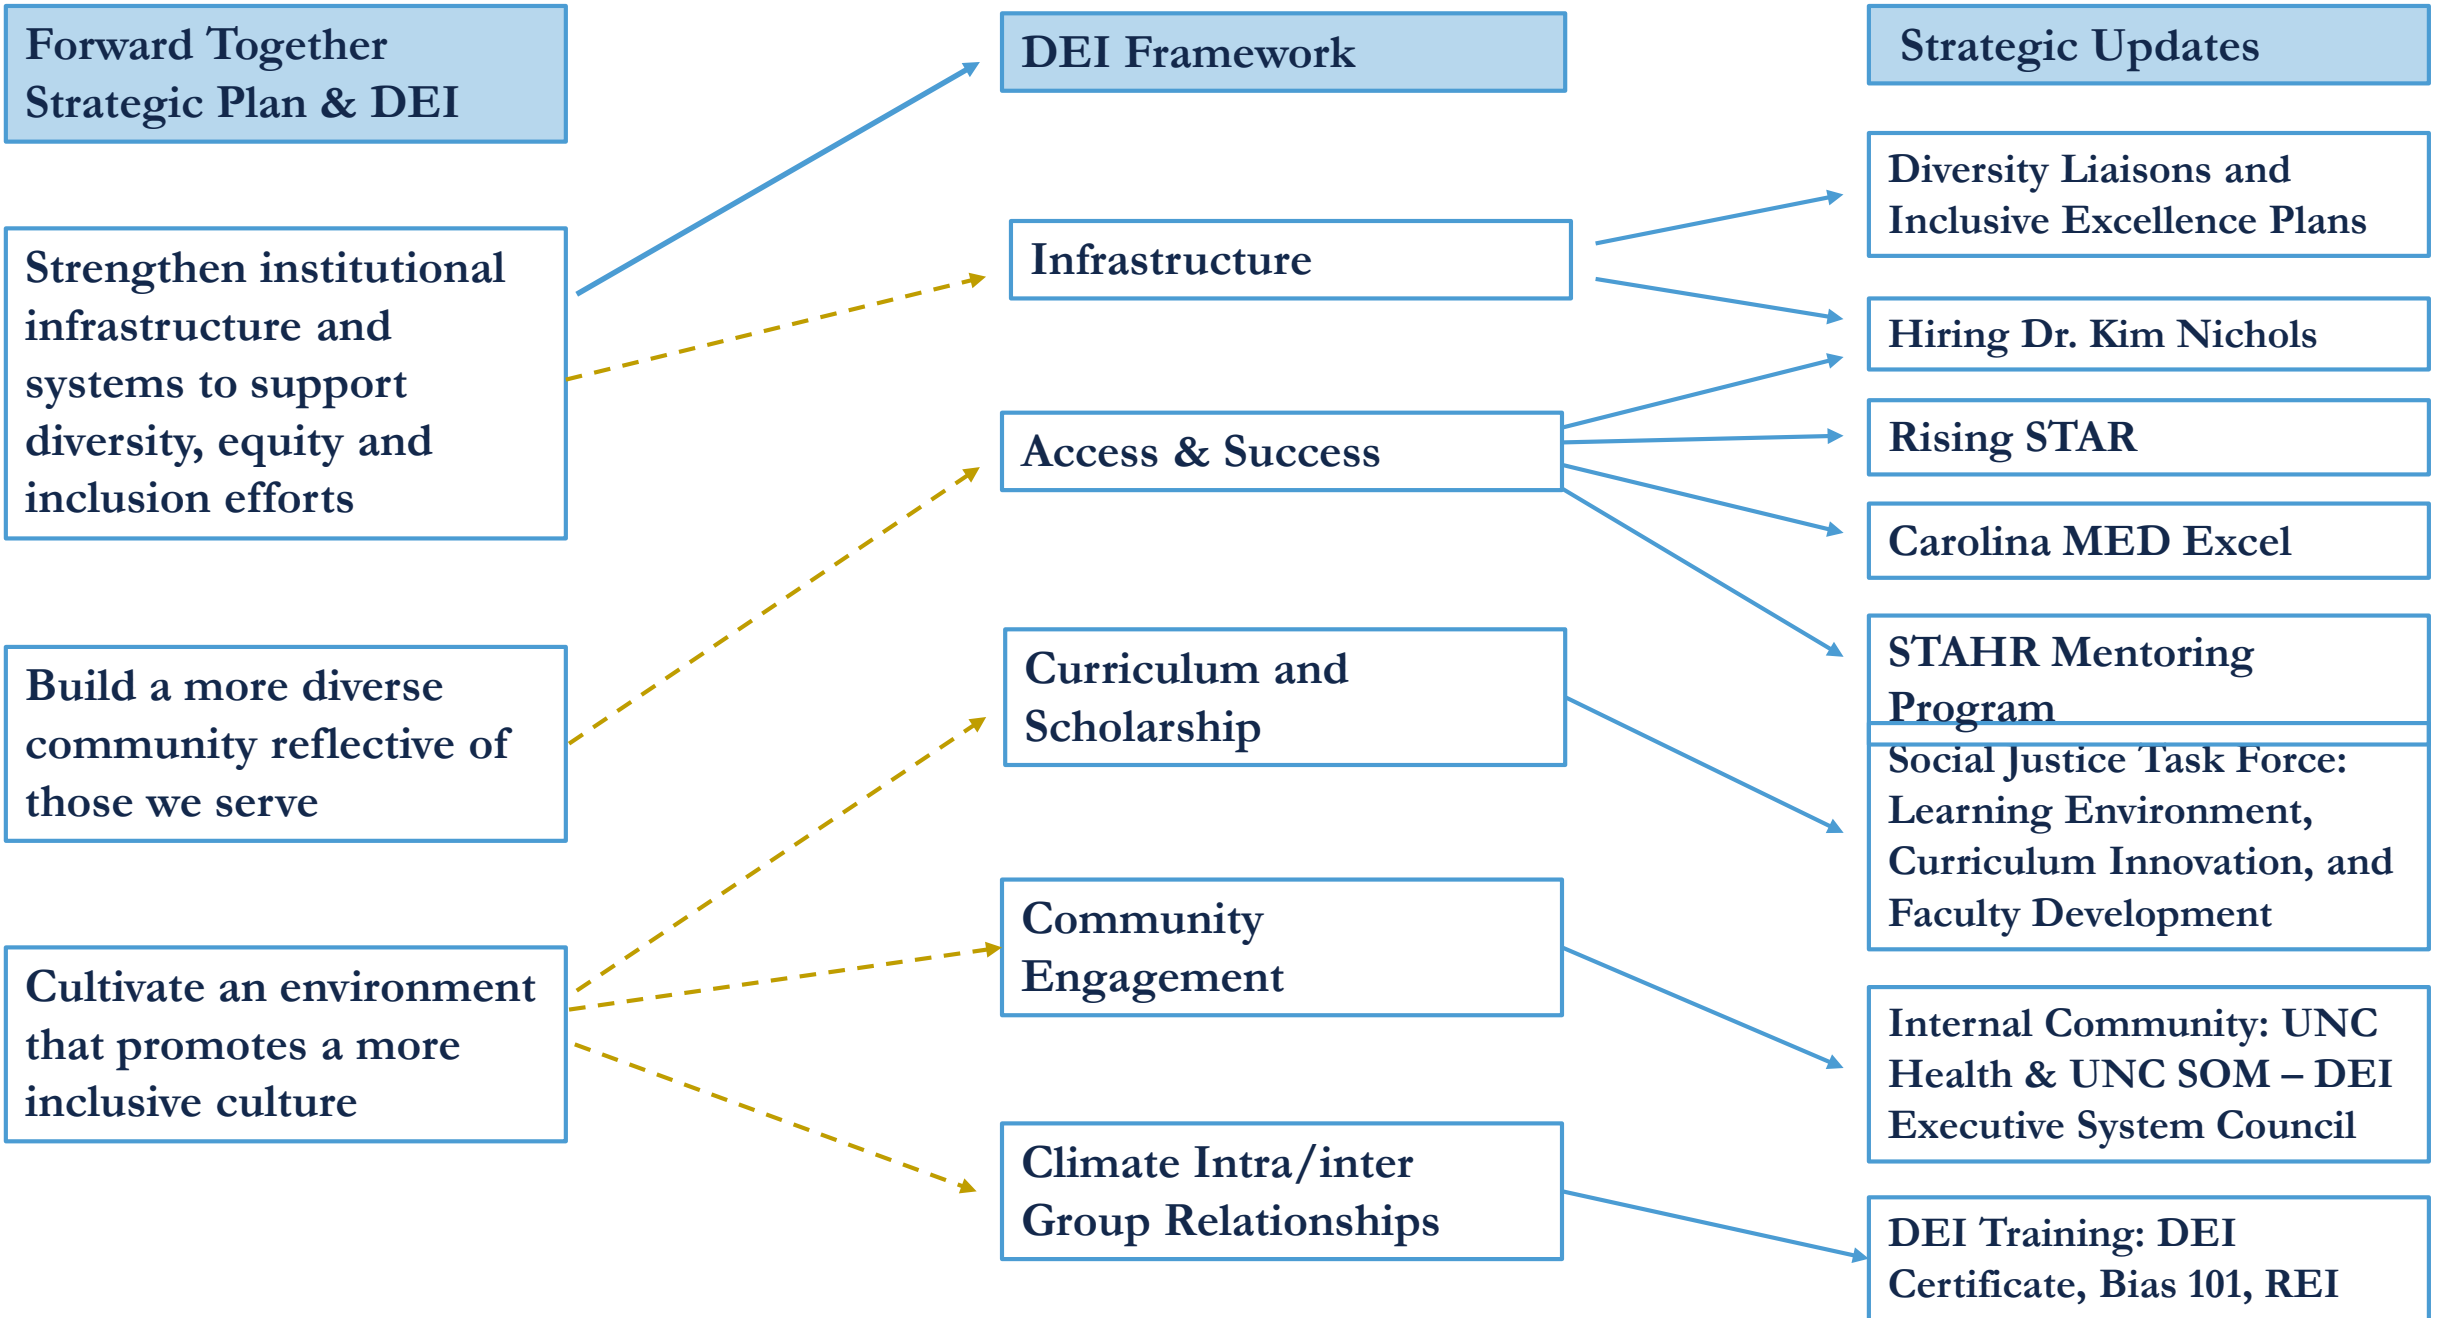 Forward Together
Strategic Plan & DEI
Strengthen institutional
infrastructure and
systems to support
diversity, equity and
inclusion efforts
Build a more diverse
community reflective of
those we serve
Cultivate an environment
that promotes a more
inclusive culture
DEI Framework
Infrastructure
Access & Success
Curriculum and
Scholarship
Community
Engagement
Climate Intra/inter
Group Relationships
Strategic Updates
Diversity Liaisons and
Inclusive Excellence Plans
Hiring Dr. Kim Nichols
Rising STAR
Carolina MED Excel
STAHR Mentoring
Program
Social Justice Task Force:
Learning Environment,
Curriculum Innovation, and
Faculty Development
Internal Community: UNC
Health & UNC SOM – DEI
Executive System Council
DEI Training: DEI
Certificate, Bias 101, REI